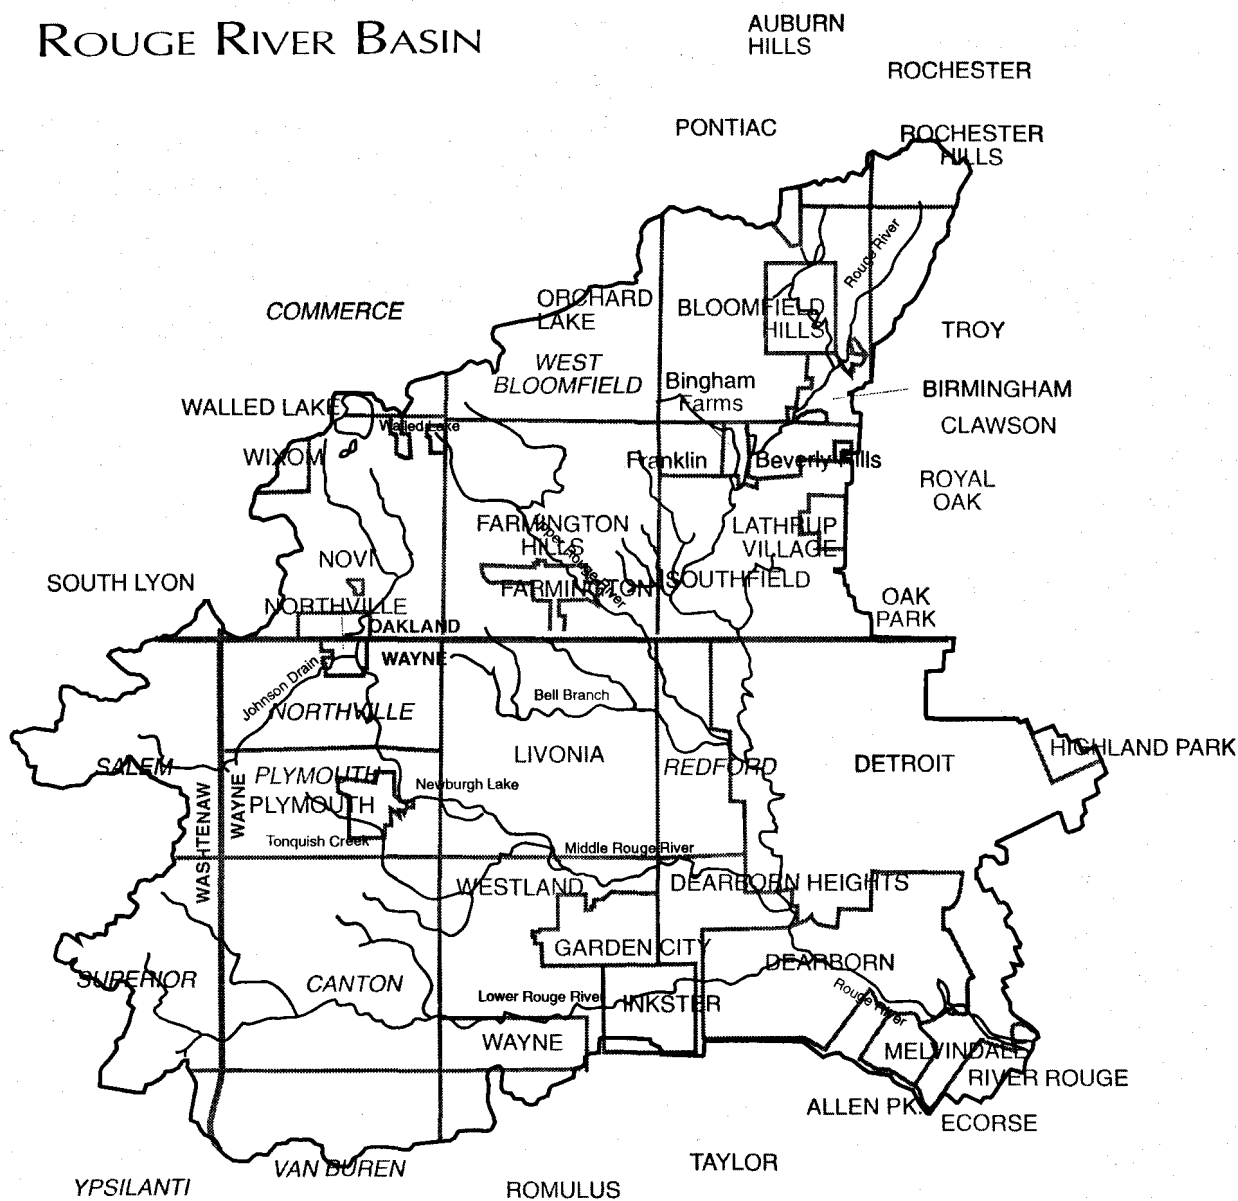 ROUGE RIVER BASIN
AUBURN
HILLS
ROCHESTER
PONTIAC
ROCHESTER
HILLS
Rouge River
COMMERCE
ORCHARD
LAKE
BLOOMFIELD
HILLS
TROY
WEST
BLOOMFIELD
Bingham
Farms
BIRMINGHAM
WALLED LAKE
Walled Lake
CLAWSON
WIXOM
Franklin
Beverly Hills
ROYAL
OAK
FARMINGTON
HILLS
Upper Rouge River
LATHRUP
VILLAGE
NOVI
SOUTH LYON
FARMINGTON
SOUTHFIELD
NORTHVILLE
OAK
PARK
OAKLAND
WAYNE
Johnson Drain
Bell Branch
NORTHVILLE
LIVONIA
REDFORD
DETROIT
HIGHLAND PARK
SALEM
PLYMOUTH
PLYMOUTH
Newburgh Lake
WASHTENAW
WAYNE
Tonquish Creek
Middle Rouge River
WESTLAND
DEARBORN HEIGHTS
GARDEN CITY
DEARBORN
SUPERIOR
CANTON
Lower Rouge River
INKSTER
Rouge River
WAYNE
MELVINDALE
RIVER ROUGE
ALLEN PK.
ECORSE
VAN BUREN
TAYLOR
YPSILANTI
ROMULUS